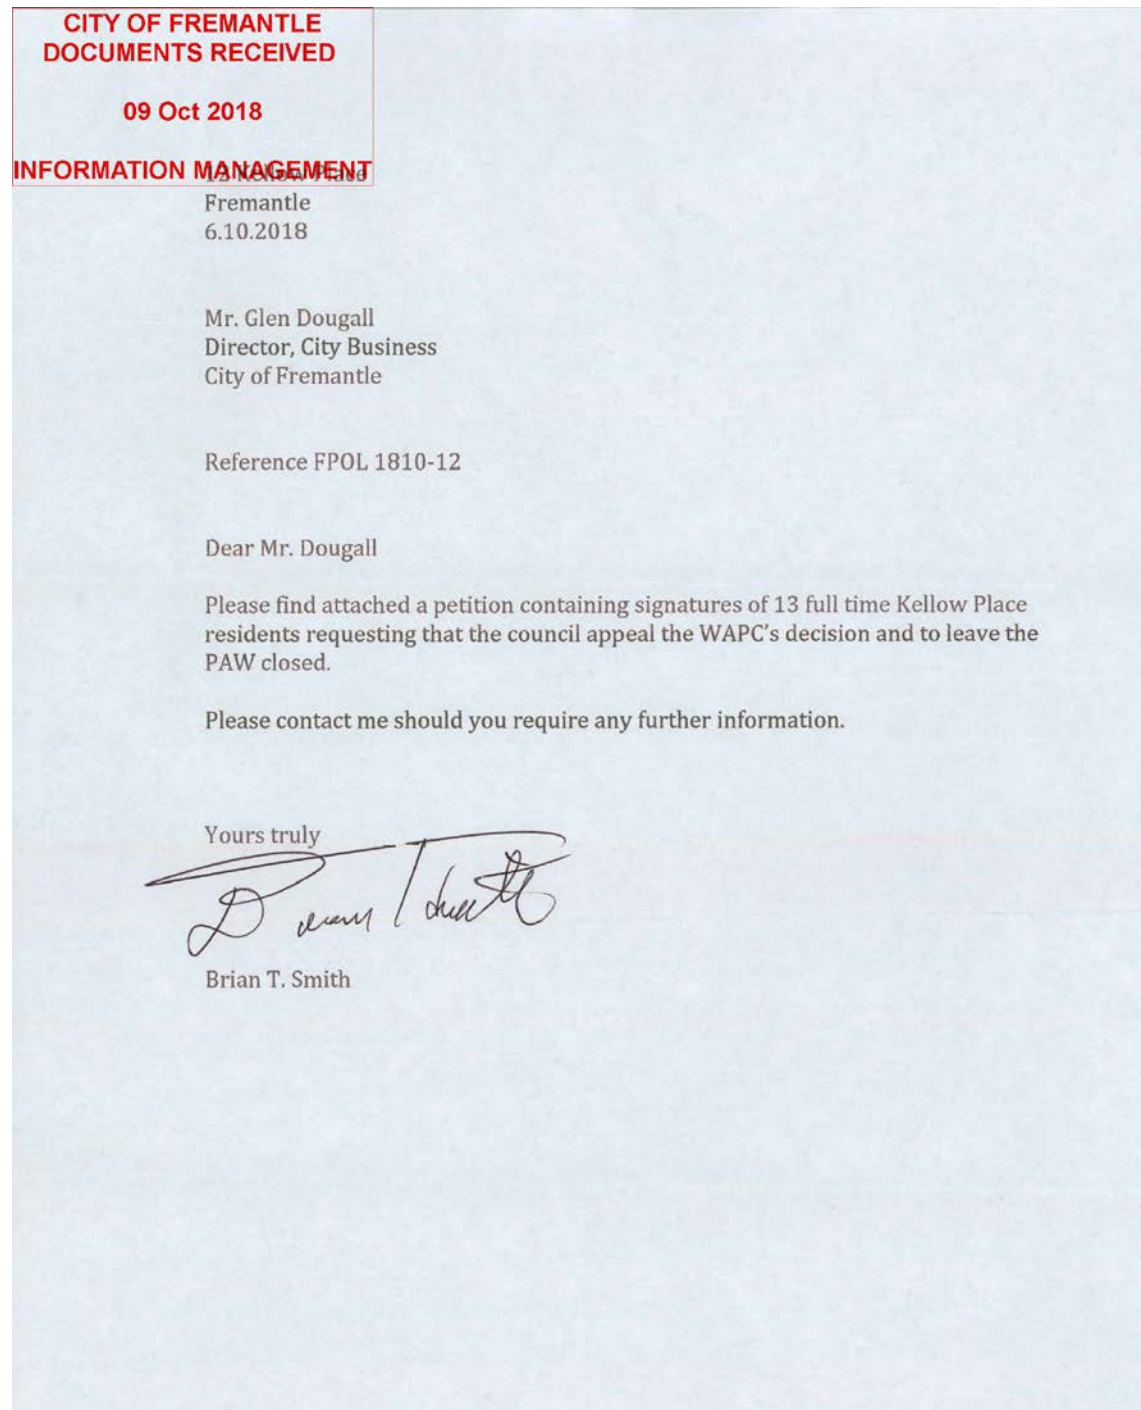 CITY OF FREMANTLE
DOCUMENTS RECEIVED
09 Oct 2018
INFORMATION MANAGEMENT
Kellow Place
Fremantle
6.10.2018
Mr. Glen Dougall
Director, City Business
City of Fremantle
Reference FPOL 1810-12
Dear Mr. Dougall
Please find attached a petition containing signatures of 13 full time Kellow Place
residents requesting that the council appeal the WAPC's decision and to leave the
PAW closed.
Please contact me should you require any further information.
Yours truly
Brian T. Smith